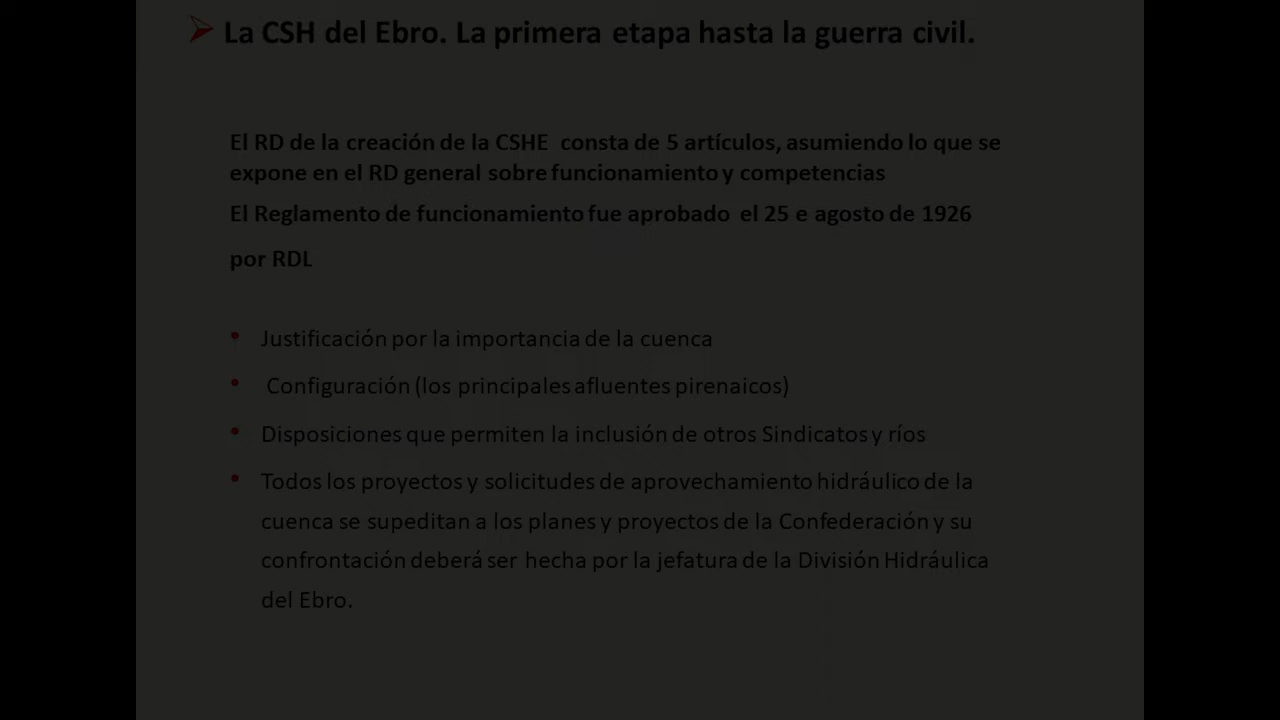 La CSH del Ebro. La primera etapa hasta la guerra civil.
El RD de la creación de la CSHE consta de 5 artículos, asumiendo lo que se
expone en el RD general sobre funcionamiento y competencias
El Reglamento de funcionamiento fue aprobado el 25 e agosto de 1926
por RDL
• Justificación por la importancia de la cuenca
• Configuración (los principales afluentes pirenaicos)
• Disposiciones que permiten la inclusión de otros Sindicatos y ríos
• Todos los proyectos y solicitudes de aprovechamiento hidráulico de la
cuenca se supeditan a los planes y proyectos de la Confederación y su
confrontación deberá ser hecha por la jefatura de la División Hidráulica
del Ebro.